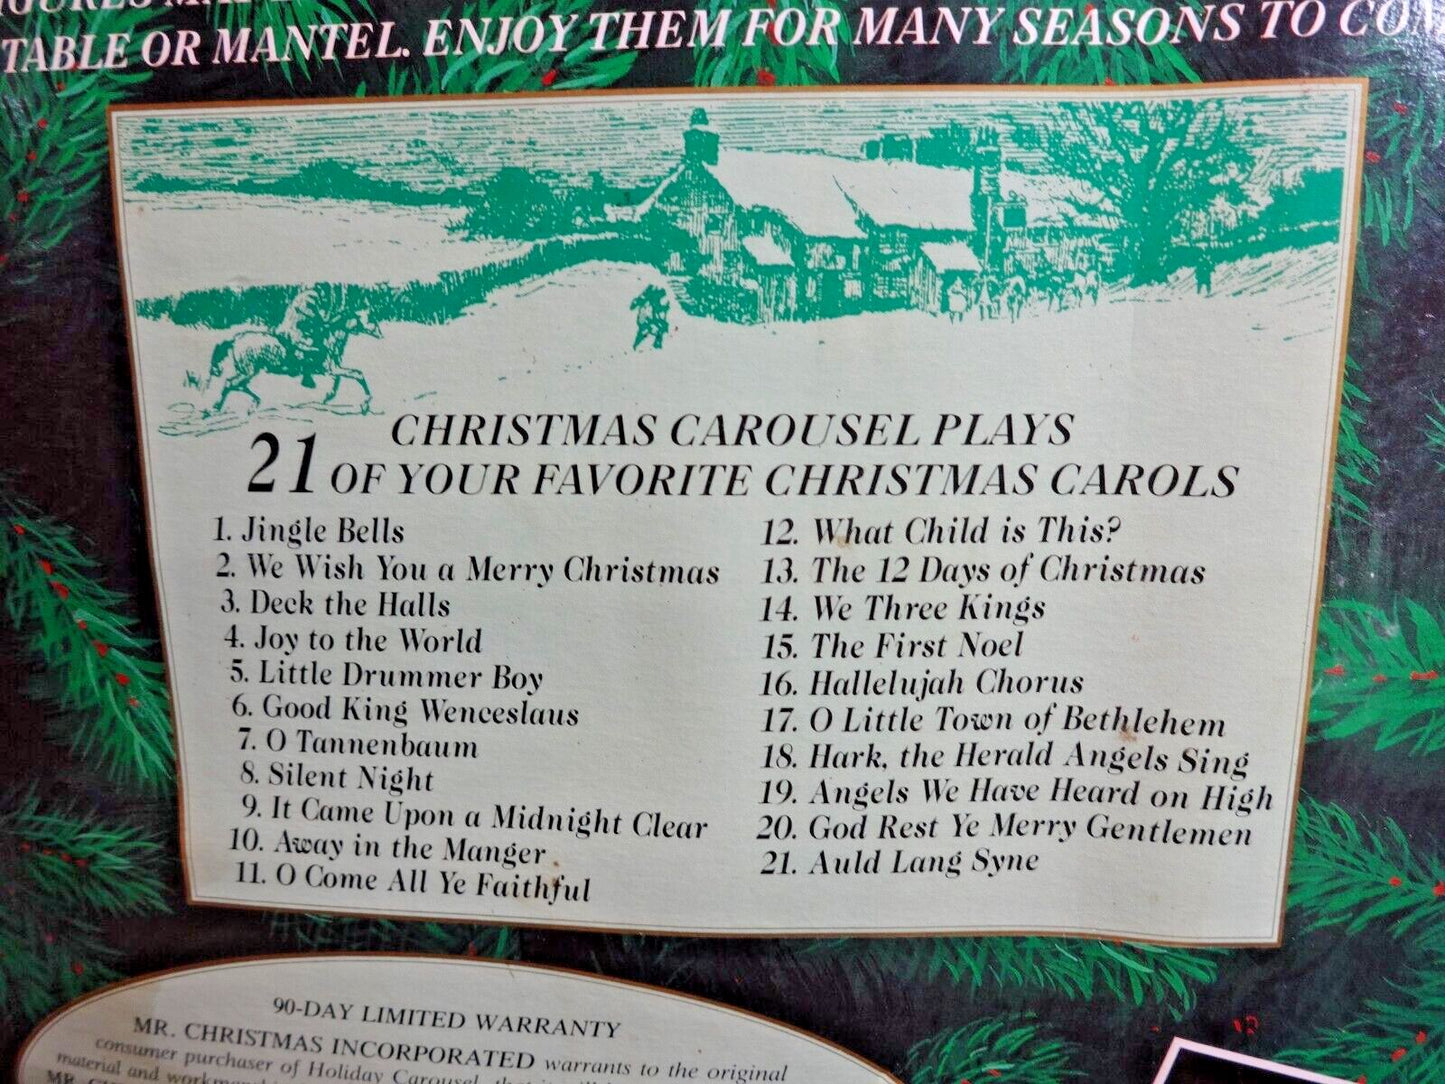 TABLE OR MANTEL. ENJOY THEM FOR MANY SEASONS TO
CHRISTMAS CAROUSEL PLAYS
21 OF YOUR FAVORITE CHRISTMAS CAROLS
1. Jingle Bells
2. We Wish You a Merry Christmas
3. Deck the Halls
4. Joy to the World
5. Little Drummer Boy
6. Good King Wenceslaus
7. O Tannenbaum
8. Silent Night
9. It Came Upon a Midnight Clear
10. Away in the Manger
11. O Come All Ye Faithful
12. What Child is This?
13. The 12 Days of Christmas
14. We Three Kings
15. The First Noel
16. Hallelujah Chorus
17. O Little Town of Bethlehem
18. Hark, the Herald Angels Sing
19. Angels We Have Heard on High
20. God Rest Ye Merry Gentlemen
21. Auld Lang Syne
90-DAY LIMITED WARRANTY
MR. CHRISTMAS INCORPORATED warrants to the original
consumer purchaser of Holiday Carousel,
material and